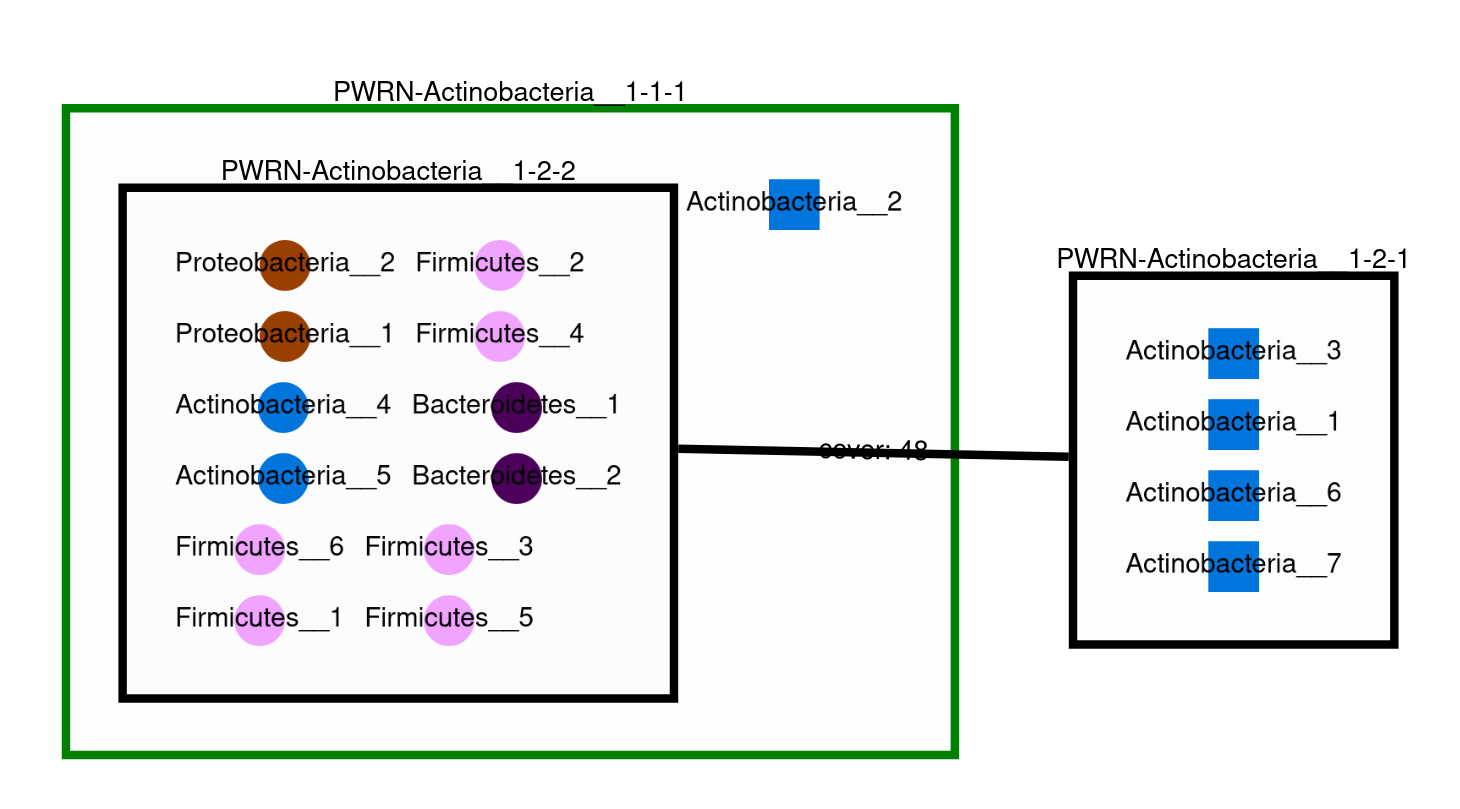 PWRN-Actinobacteria__1-1-1
PWRN-Actinobacteria__1-2-2
Actinobacteria__2
Proteobacteria__2 Firmicutes__2
Proteobacteria__1 Firmicutes__4
Actinobacteria__4 Bacteroidetes__1
Actinobacteria__5 Bacteroidetes__2
Firmicutes__6 Firmicutes__3
Firmicutes__1 Firmicutes__5
cover: 48
PWRN-Actinobacteria__1-2-1
Actinobacteria__3
Actinobacteria__1
Actinobacteria__6
Actinobacteria__7